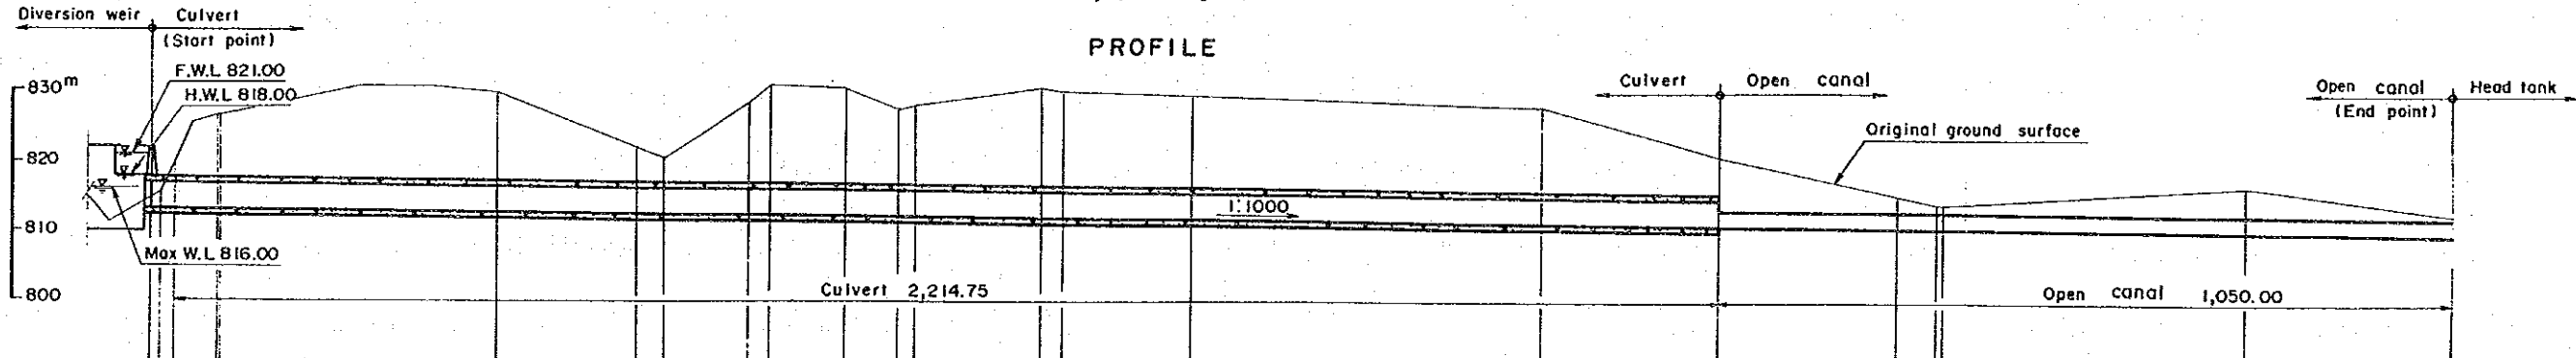 Diversion weir
Culvert
(Start point)
PROFILE
F.W.L 821.00
H.W.L 818.00
830m
820
810
800
Max W.L 816.00
Culvert
Open canal
Open canal
(End point)
Head tank
Original ground surface
1:1000
Culvert 2,214.75
Open canal 1,050.00